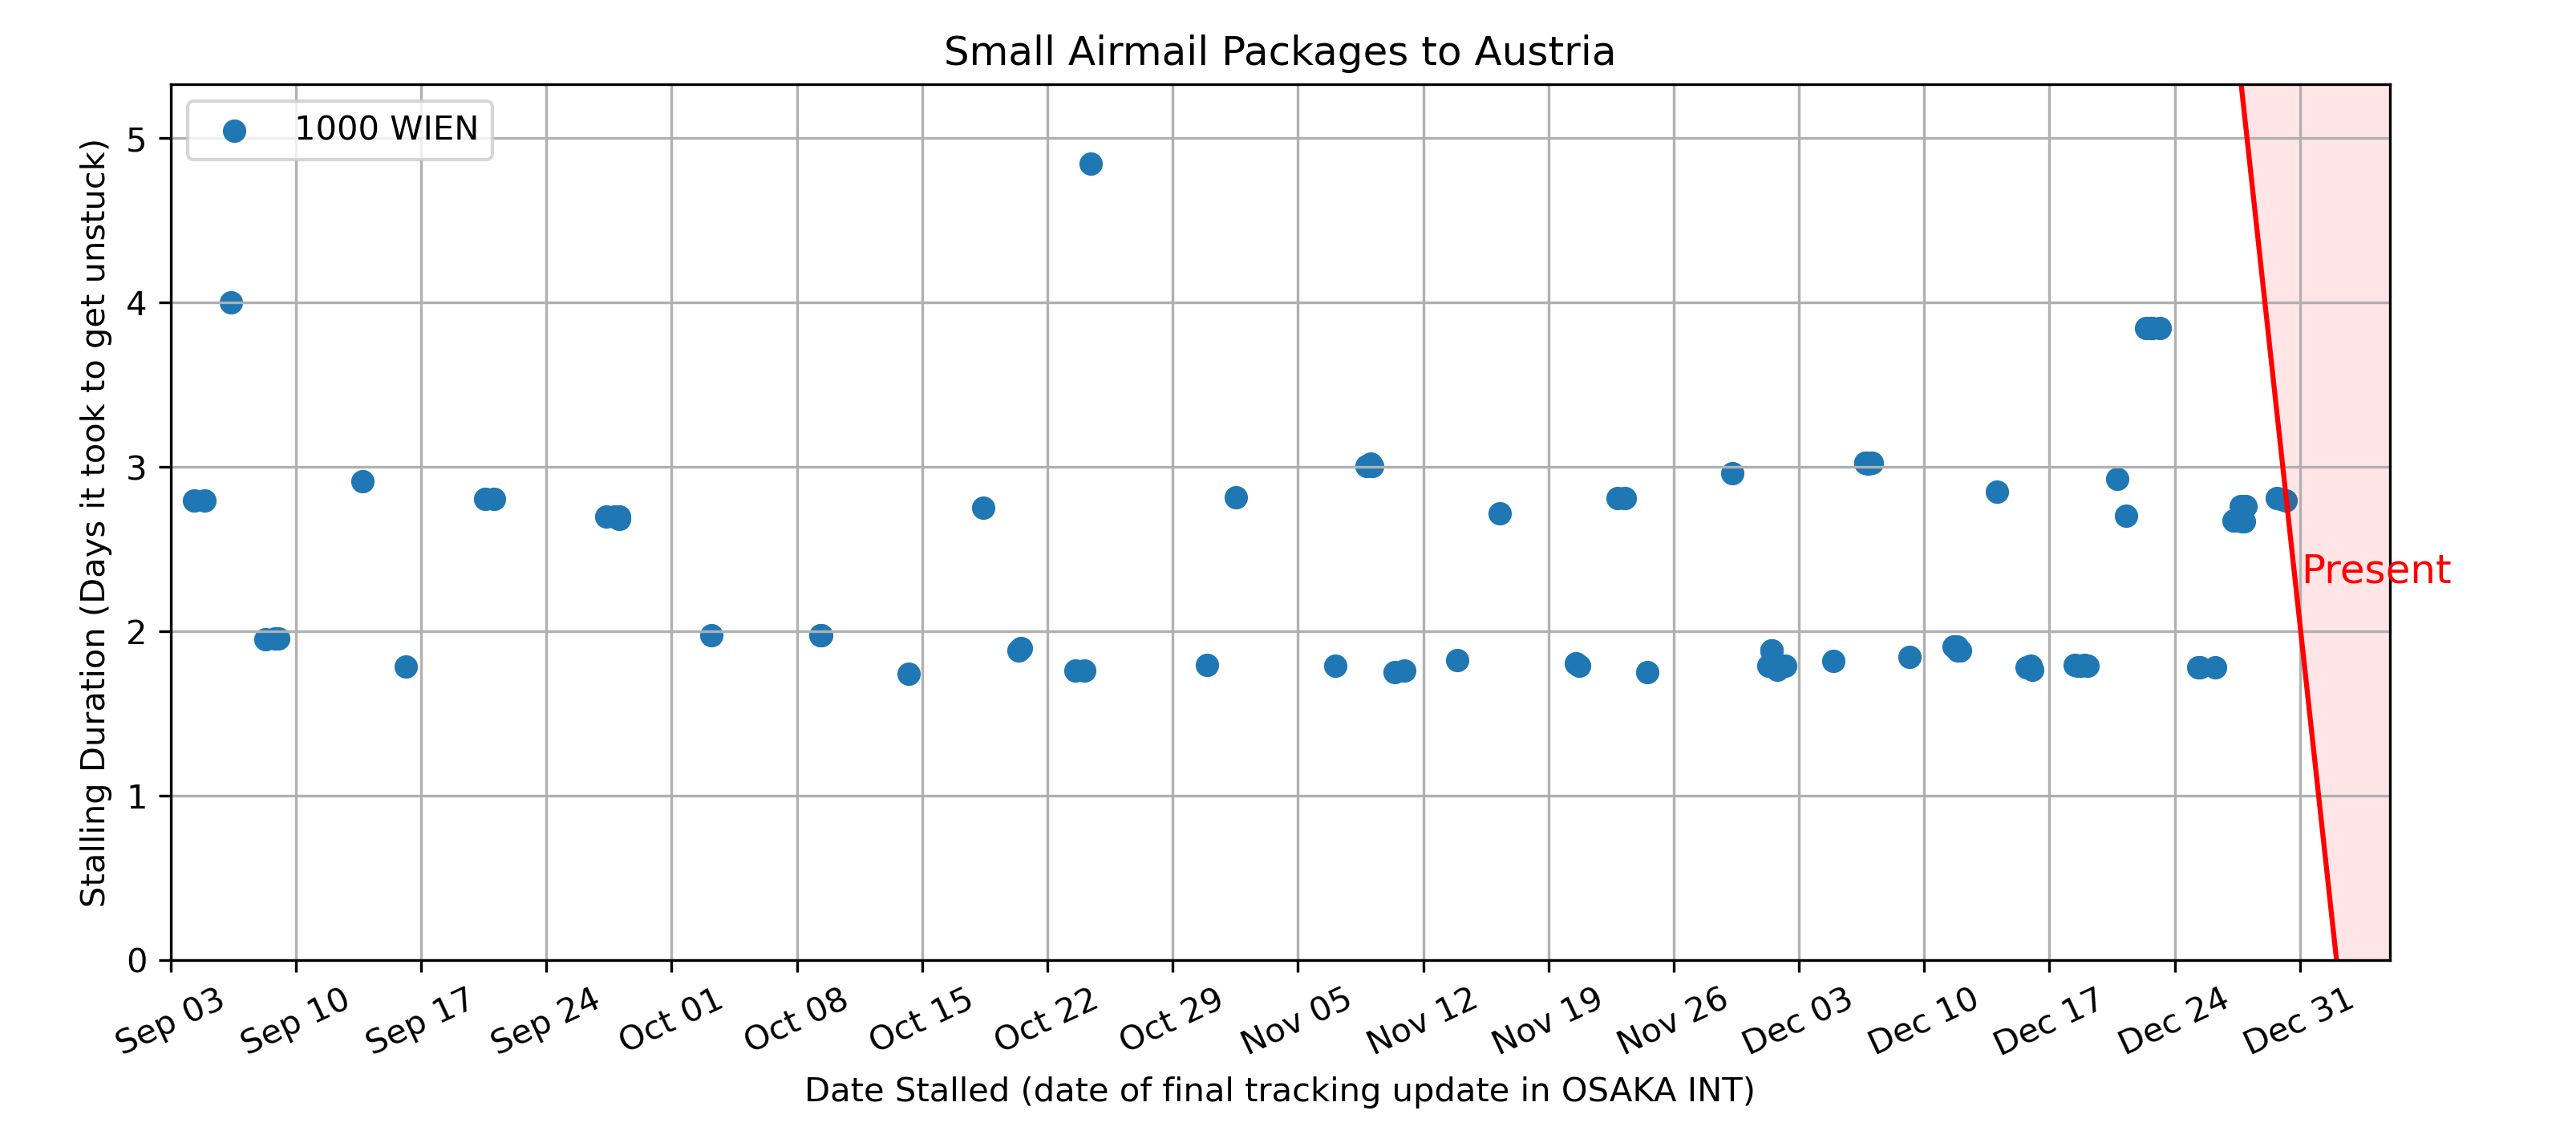 Small Airmail Packages to Austria
1000 WIEN
Stalling Duration (Days it took to get unstuck)
5
4
3
2
1
0
Present
Sep 03
Sep 10
Sep 17
Sep 24
Oct 01
Oct 08
Oct 15
Oct 22
Oct 29
Nov 05
Nov 12
Nov 19
Nov 26
Dec 03
Dec 10
Dec 17
Dec 24
Dec 31
Date Stalled (date of final tracking update in OSAKA INT)